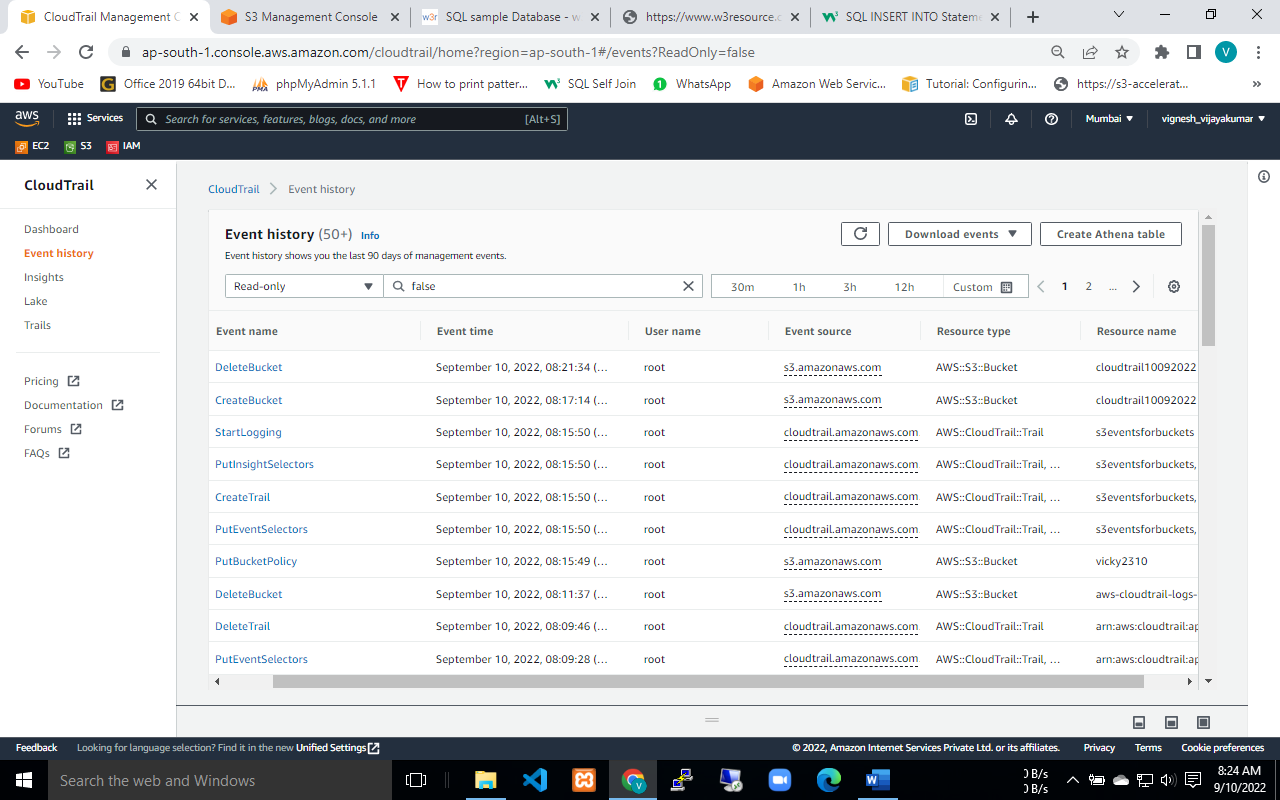 CloudTrail Management C
S3 Management Console
w3r
SQL sample Database - w
https://www.w3resource.c
SQL INSERT INTO Stateme
ap-south-1.console.aws.amazon.com/cloudtrail/home?region=ap-south-1#/events?ReadOnly=false
V
YouTube
Office 2019 64bit D...
phpMyAdmin 5.1.1
How to print patter...
SQL Self Join
WhatsApp
Amazon Web Servic...
Tutorial: Configurin...
https://s3-accelerat...
aws
Services
Search for services, features, blogs, docs, and more
[Alt+S]
Mumbai
vignesh_vijayakumar
EC2
S3
IAM
CloudTrail
Dashboard
Event history
Insights
Lake
Trails
Pricing
Documentation
Forums
FAQs
CloudTrail
Event history
Event history (50+) Info
Event history shows you the last 90 days of management events.
Download events
Create Athena table
Read-only
false
30m 1h 3h 12h Custom
1 2 ...
Event name Event time User name Event source Resource type Resource name
DeleteBucket September 10, 2022, 08:21:34 (... root s3.amazonaws.com AWS::S3::Bucket cloudtrail10092022
CreateBucket September 10, 2022, 08:17:14 (... root s3.amazonaws.com AWS::S3::Bucket cloudtrail10092022
StartLogging September 10, 2022, 08:15:50 (... root cloudtrail.amazonaws.com AWS::CloudTrail::Trail s3eventsforbuckets
PutInsightSelectors September 10, 2022, 08:15:50 (... root cloudtrail.amazonaws.com AWS::CloudTrail::Trail, ... s3eventsforbuckets,
CreateTrail September 10, 2022, 08:15:50 (... root cloudtrail.amazonaws.com AWS::CloudTrail::Trail, ... s3eventsforbuckets,
PutEventSelectors September 10, 2022, 08:15:50 (... root cloudtrail.amazonaws.com AWS::CloudTrail::Trail, ... s3eventsforbuckets,
PutBucketPolicy September 10, 2022, 08:15:49 (... root s3.amazonaws.com AWS::S3::Bucket vicky2310
DeleteBucket September 10, 2022, 08:11:37 (... root s3.amazonaws.com AWS::S3::Bucket aws-cloudtrail-logs-
DeleteTrail September 10, 2022, 08:09:46 (... root cloudtrail.amazonaws.com AWS::CloudTrail::Trail arn:aws:cloudtrail:ap
PutEventSelectors September 10, 2022, 08:09:28 (... root cloudtrail.amazonaws.com AWS::CloudTrail::Trail, ... arn:aws:cloudtrail:ap
Feedback
Looking for language selection? Find it in the new Unified Settings
© 2022, Amazon Internet Services Private Ltd. or its affiliates.
Privacy
Terms
Cookie preferences
Search the web and Windows
0 B/s
0 B/s
8:24 AM
9/10/2022